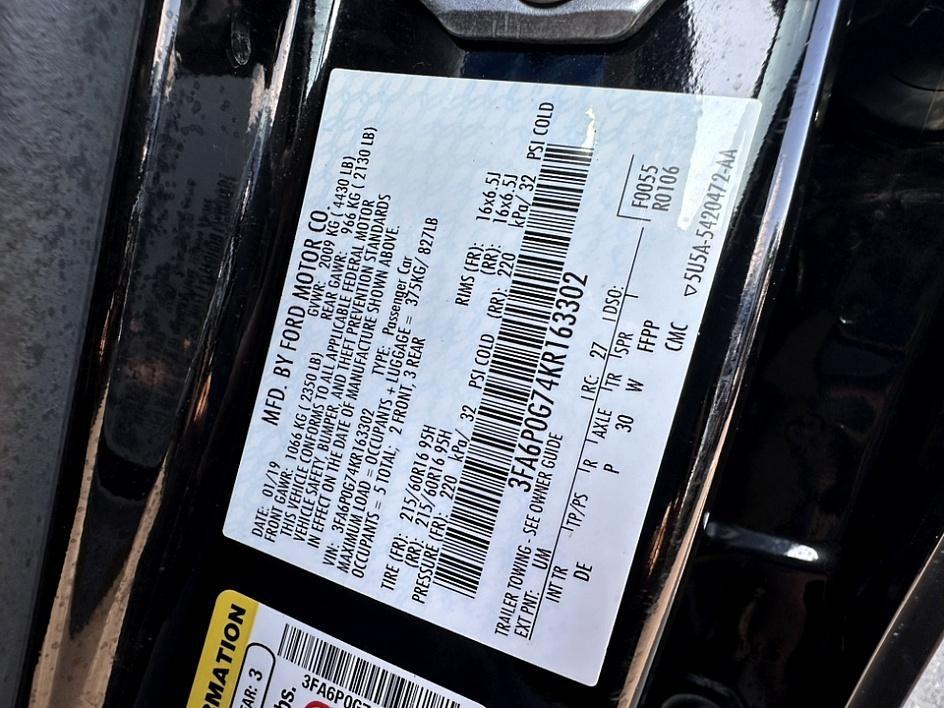 MFD. BY FORD MOTOR CO.
DATE: 01/19 GVWR: 2009 KG ( 4430 LB)
FRONT GAWR: 1066 KG ( 2350 LB) REAR GAWR: 966 KG ( 2130 LB)
THIS VEHICLE CONFORMS TO ALL APPLICABLE FEDERAL MOTOR
VEHICLE SAFETY, BUMPER, AND THEFT PREVENTION STANDARDS
IN EFFECT ON THE DATE OF MANUFACTURE SHOWN ABOVE.
VIN: 3FA6P0G74KR163302 TYPE: Passenger Car
MAXIMUM LOAD = OCCUPANTS + LUGGAGE = 375KG/ 827LB
OCCUPANTS = 5 TOTAL, 2 FRONT, 3 REAR
TIRE (FR): 215/60R16 95H RIMS (FR): 16x6.5J
(RR): 215/60R16 95H (RR): 16x6.5J
PRESSURE (FR): 220 kPa/ 32 PSI COLD (RR): 220 kPa/ 32 PSI COLD
3FA6P0G74KR163302
TRAILER TOWING - SEE OWNER GUIDE
F0055
R0106
EXT PNT: UM RC: 27 DSO:
INT TR TP/PS R AXLE TR SPR
DE P 30 W FFPP
CMC ▽5U5A-5420472-AA
RMATION
EAR: 3
bs.
3FA6P0G7